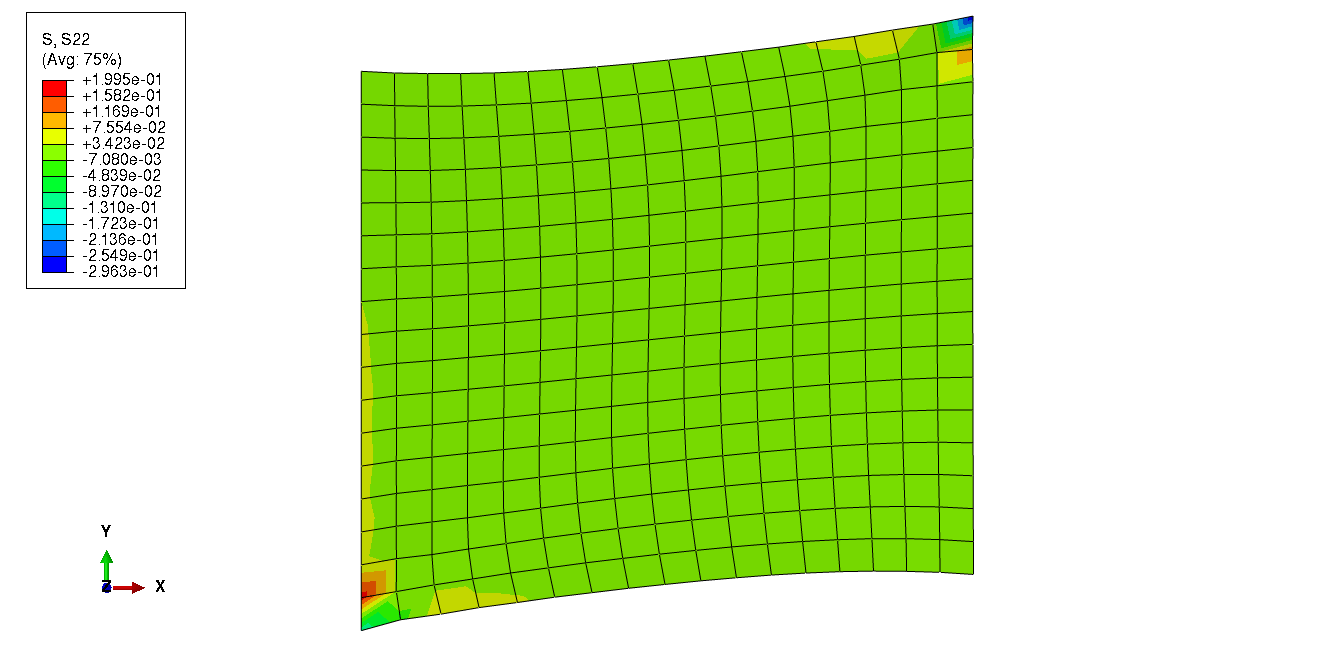 S, S22
(Avg: 75%)
+1.995e-01
+1.582e-01
+1.169e-01
+7.554e-02
+3.423e-02
-7.080e-03
-4.839e-02
-8.970e-02
-1.310e-01
-1.723e-01
-2.136e-01
-2.549e-01
-2.963e-01
Y
Z
X